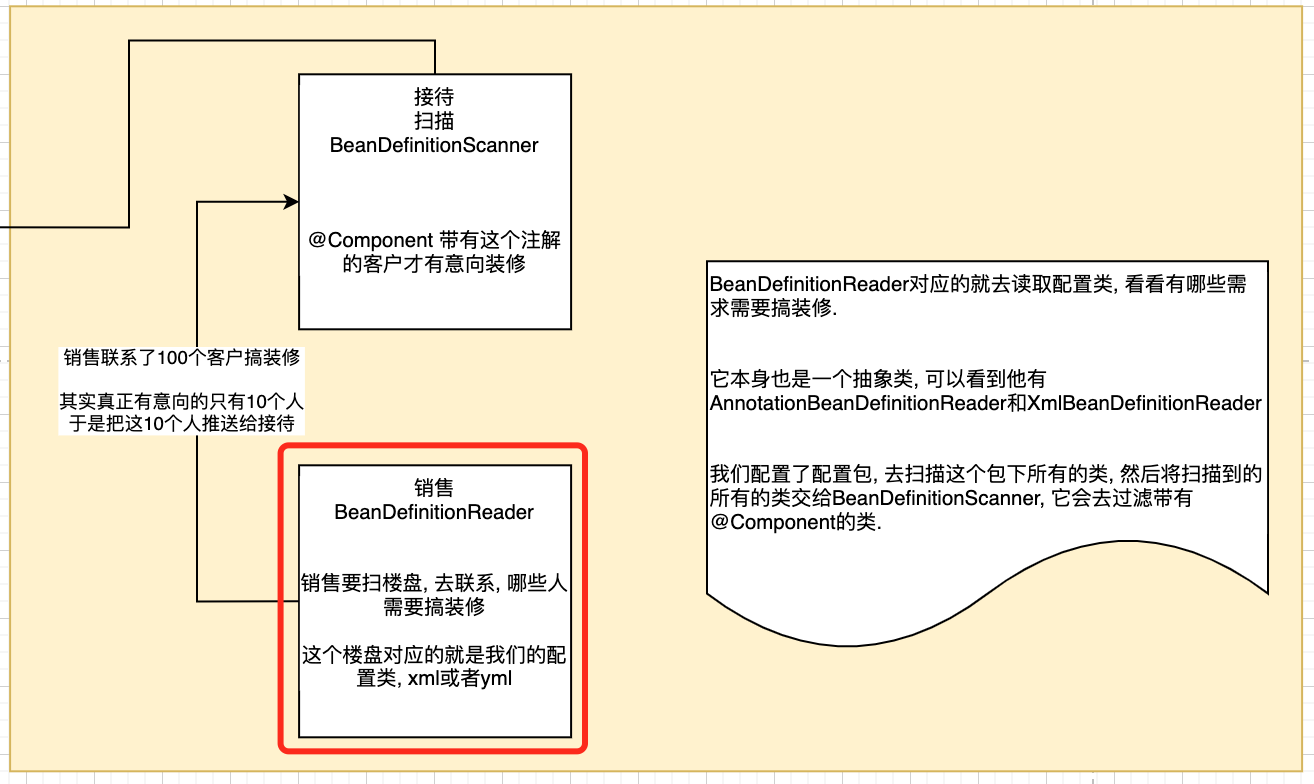 接待
扫描
BeanDefinitionScanner
@Component 带有这个注解
的客户才有意向装修
销售联系了100个客户搞装修
其实真正有意向的只有10个人
于是把这10个人推送给接待
销售
BeanDefinitionReader
销售要扫楼盘, 去联系, 哪些人
需要搞装修
这个楼盘对应的就是我们的配
置类, xml或者yml
BeanDefinitionReader对应的就去读取配置类, 看看有哪些需
求需要搞装修.
它本身也是一个抽象类, 可以看到他有
AnnotationBeanDefinitionReader和XmlBeanDefinitionReader
我们配置了配置包, 去扫描这个包下所有的类, 然后将扫描到的
所有的类交给BeanDefinitionScanner, 它会去过滤带有
@Component的类.